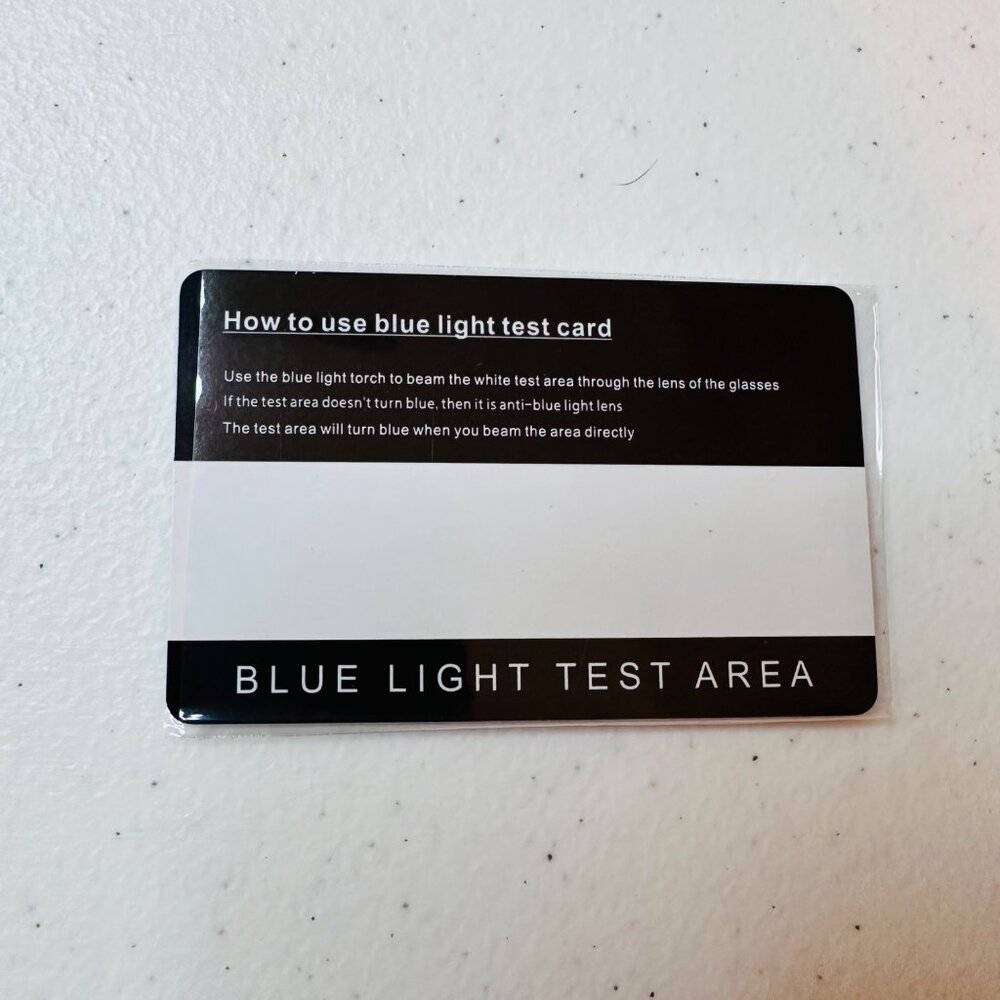 How to use blue light test card
Use the blue light torch to beam the white test area through the lens of the glasses
If the test area doesn't turn blue, then it is anti-blue light lens
The test area will turn blue when you beam the area directly
BLUE LIGHT TEST AREA